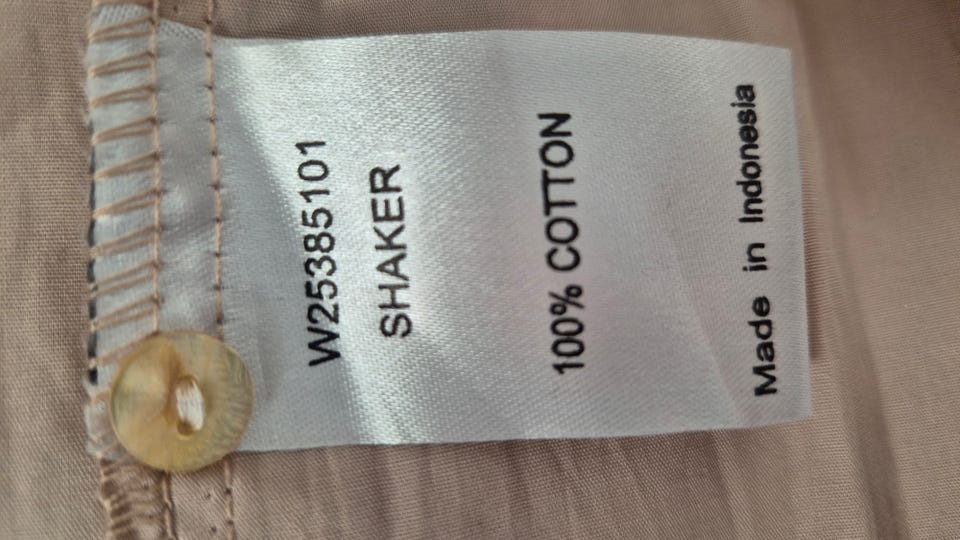 W25385101
SHAKER
100% COTTON
Made in Indonesia